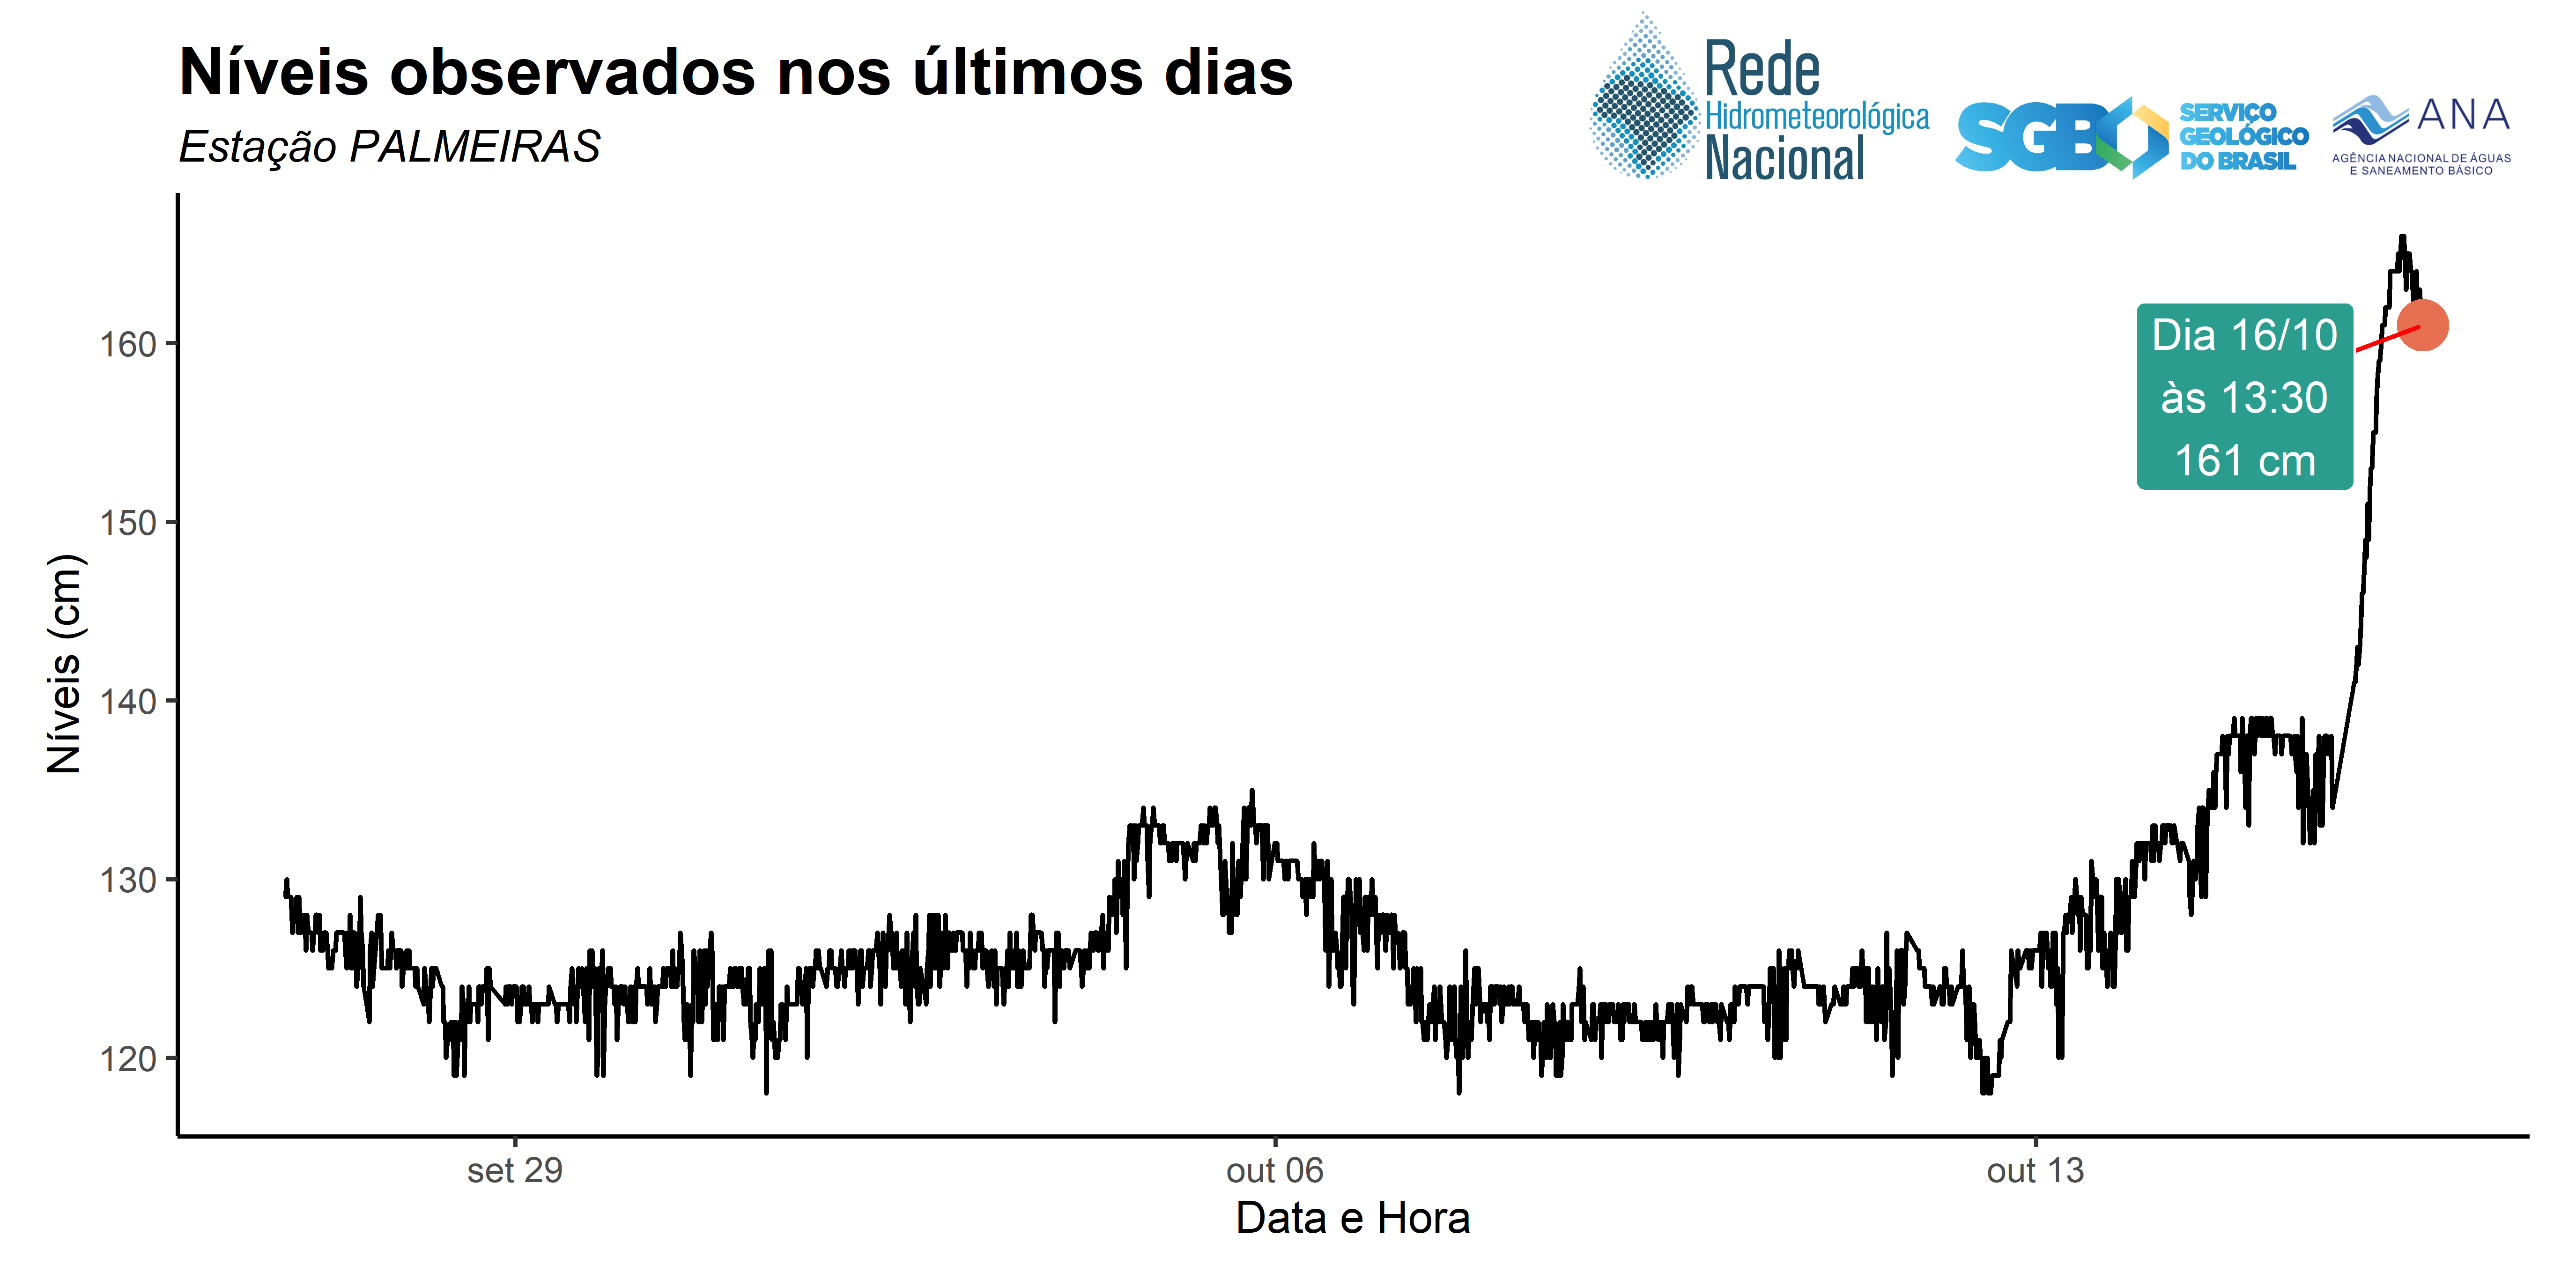 Níveis observados nos últimos dias
Estação PALMEIRAS
Rede
Hidrometeorológica
Nacional
SGB
SERVIÇO
GEOLÓGICO
DO BRASIL
ANA
AGÊNCIA NACIONAL DE ÁGUAS
E SANEAMENTO BÁSICO
Níveis (cm)
160
150
140
130
120
Dia 16/10
às 13:30
161 cm
set 29
out 06
out 13
Data e Hora